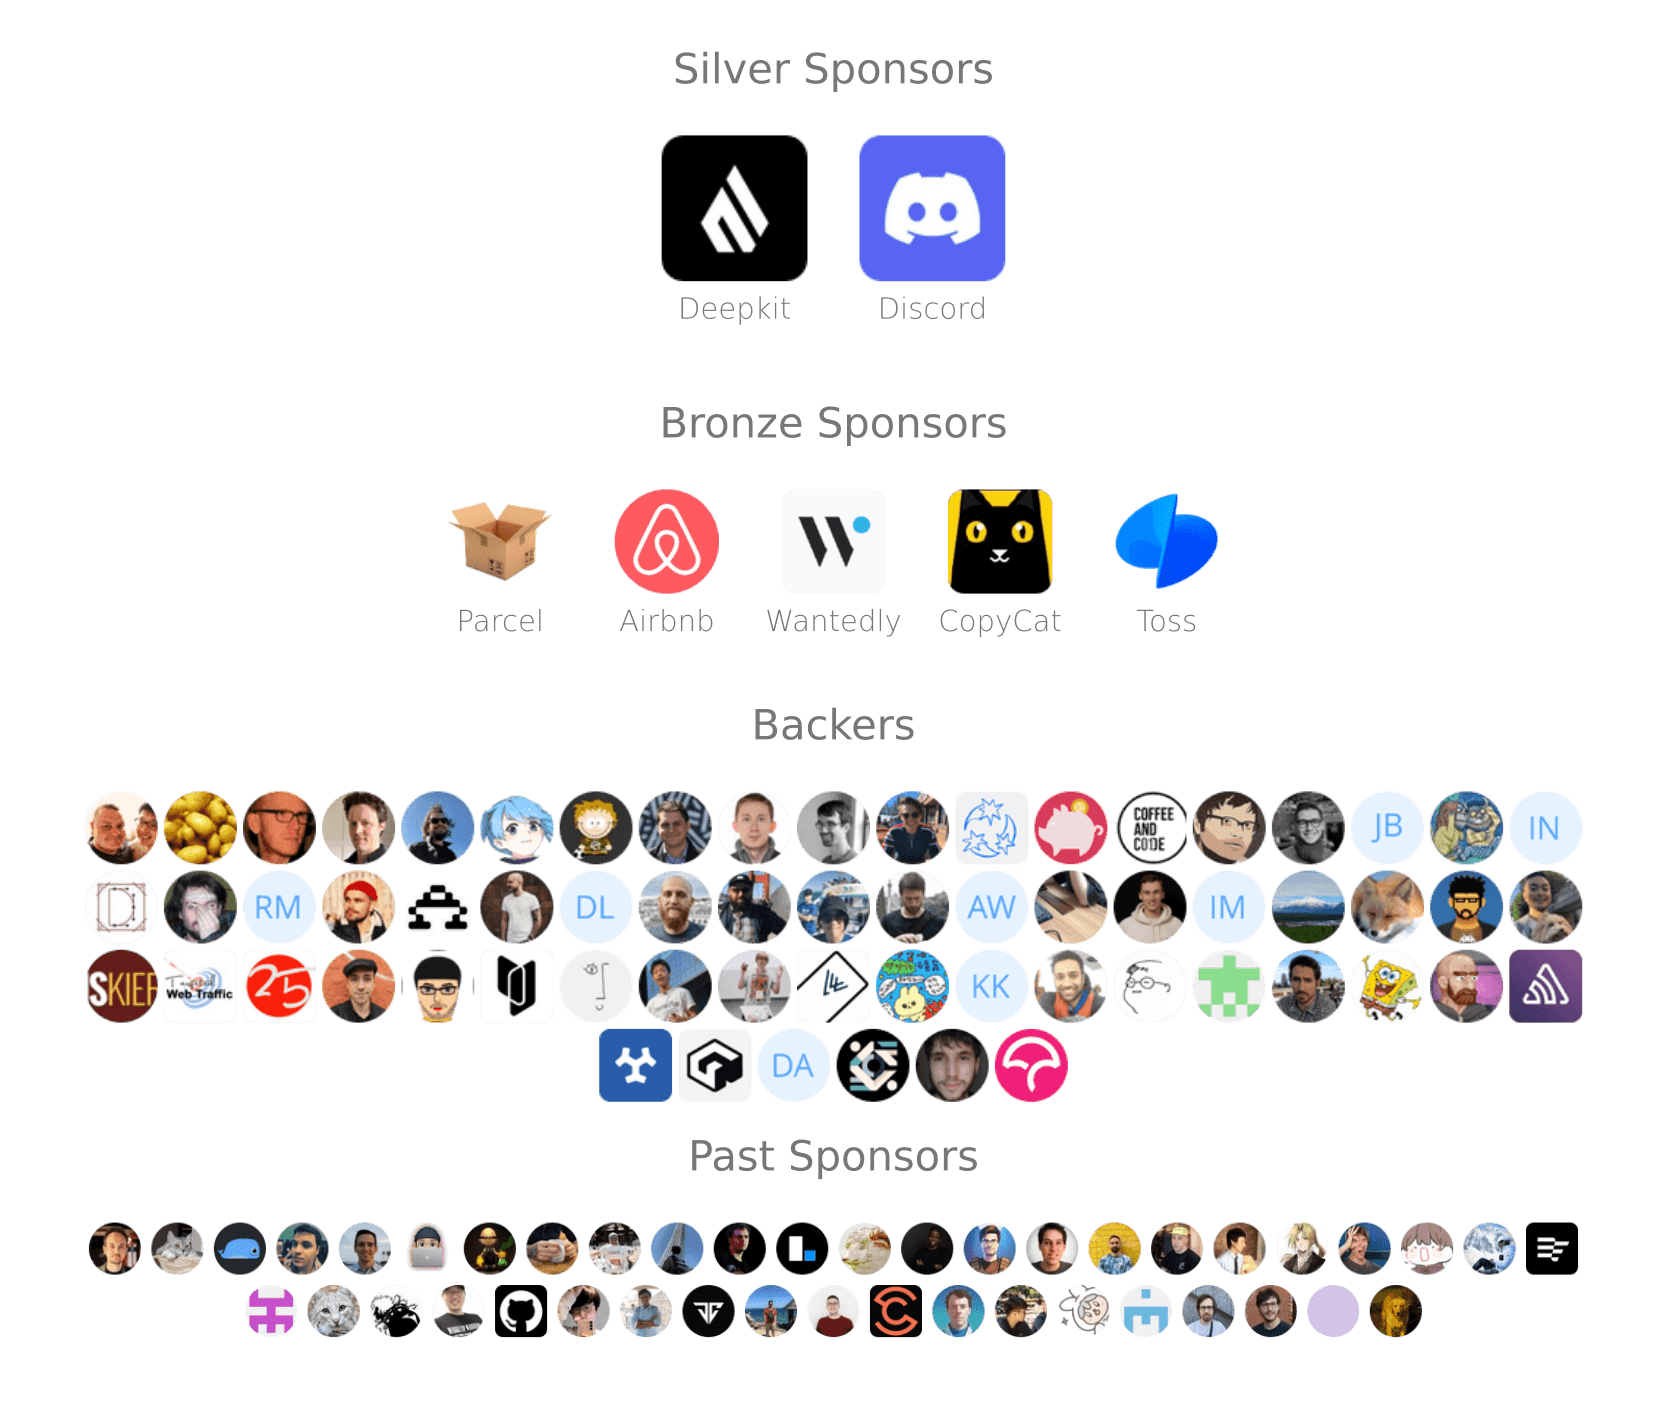 Silver Sponsors
Deepkit Discord
Bronze Sponsors
Parcel Airbnb Wantedly CopyCat Toss
Backers
COFFEE
AND
CODE
JB
IN
RM
DL
AW
IM
SKIEF
Web Traffic
25
KK
DA
Past Sponsors